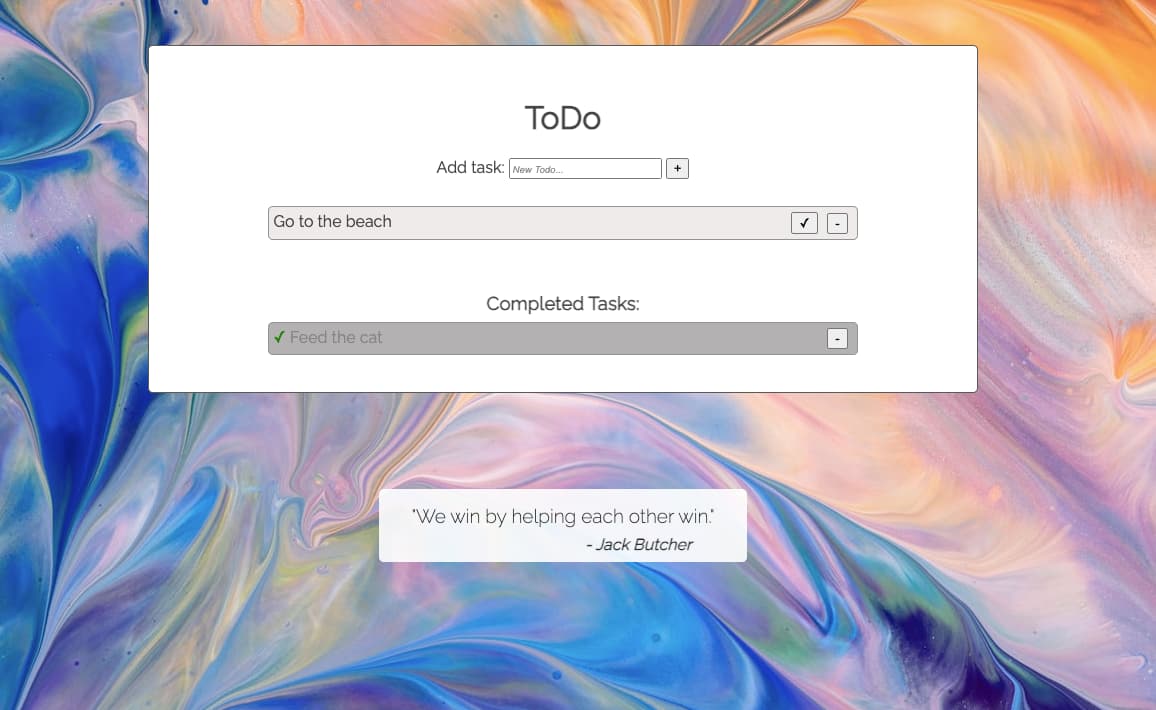 ToDo
Add task: New Todo... +
Go to the beach ✓ -
Completed Tasks:
✓ Feed the cat -
"We win by helping each other win."
- Jack Butcher